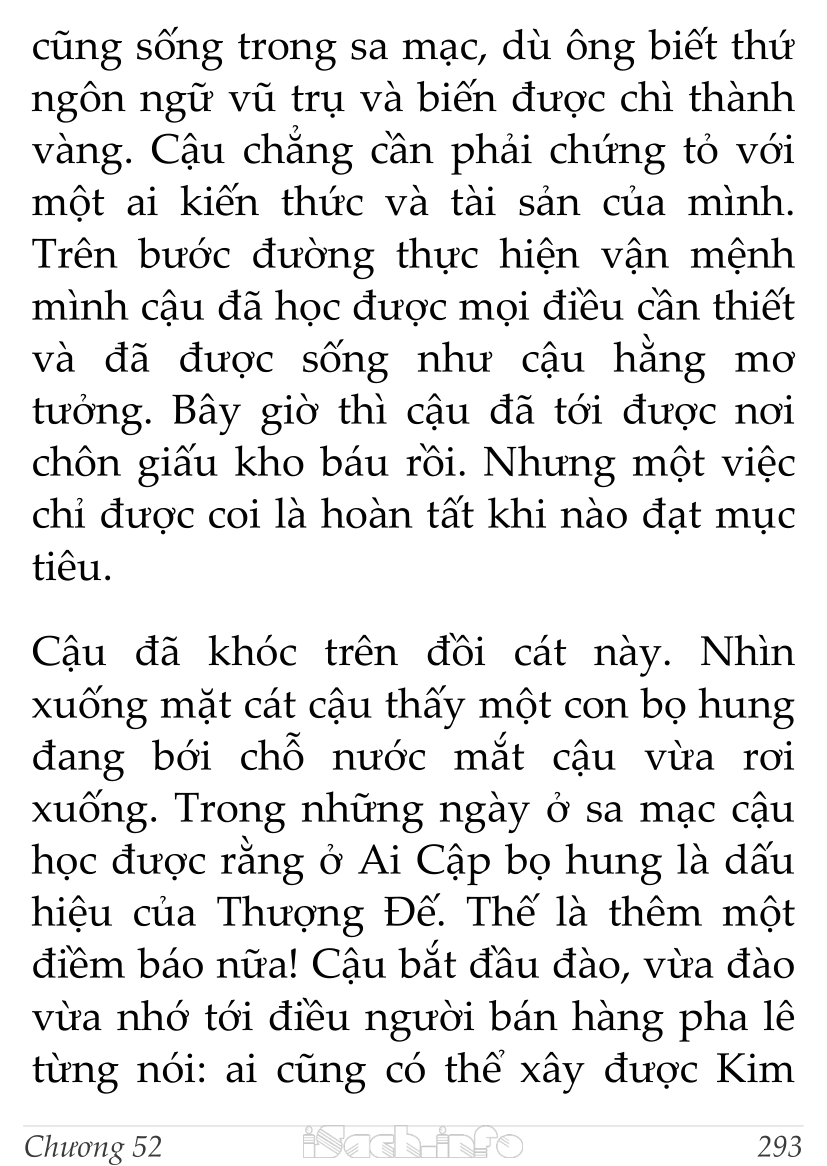 cũng sống trong sa mạc, dù ông biết thứ
ngôn ngữ vũ trụ và biến được chì thành
vàng. Cậu chẳng cần phải chứng tỏ với
một ai kiến thức và tài sản của mình.
Trên bước đường thực hiện vận mệnh
mình cậu đã học được mọi điều cần thiết
và đã được sống như cậu hằng mơ
tưởng. Bây giờ thì cậu đã tới được nơi
chôn giấu kho báu rồi. Nhưng một việc
chỉ được coi là hoàn tất khi nào đạt mục
tiêu.
Cậu đã khóc trên đồi cát này. Nhìn
xuống mặt cát cậu thấy một con bọ hung
đang bới chỗ nước mắt cậu vừa rơi
xuống. Trong những ngày ở sa mạc cậu
học được rằng ở Ai Cập bọ hung là dấu
hiệu của Thượng Đế. Thế là thêm một
điềm báo nữa! Cậu bắt đầu đào, vừa đào
vừa nhớ tới điều người bán hàng pha lê
từng nói: ai cũng có thể xây được Kim
Chương 52 iSach.info 293